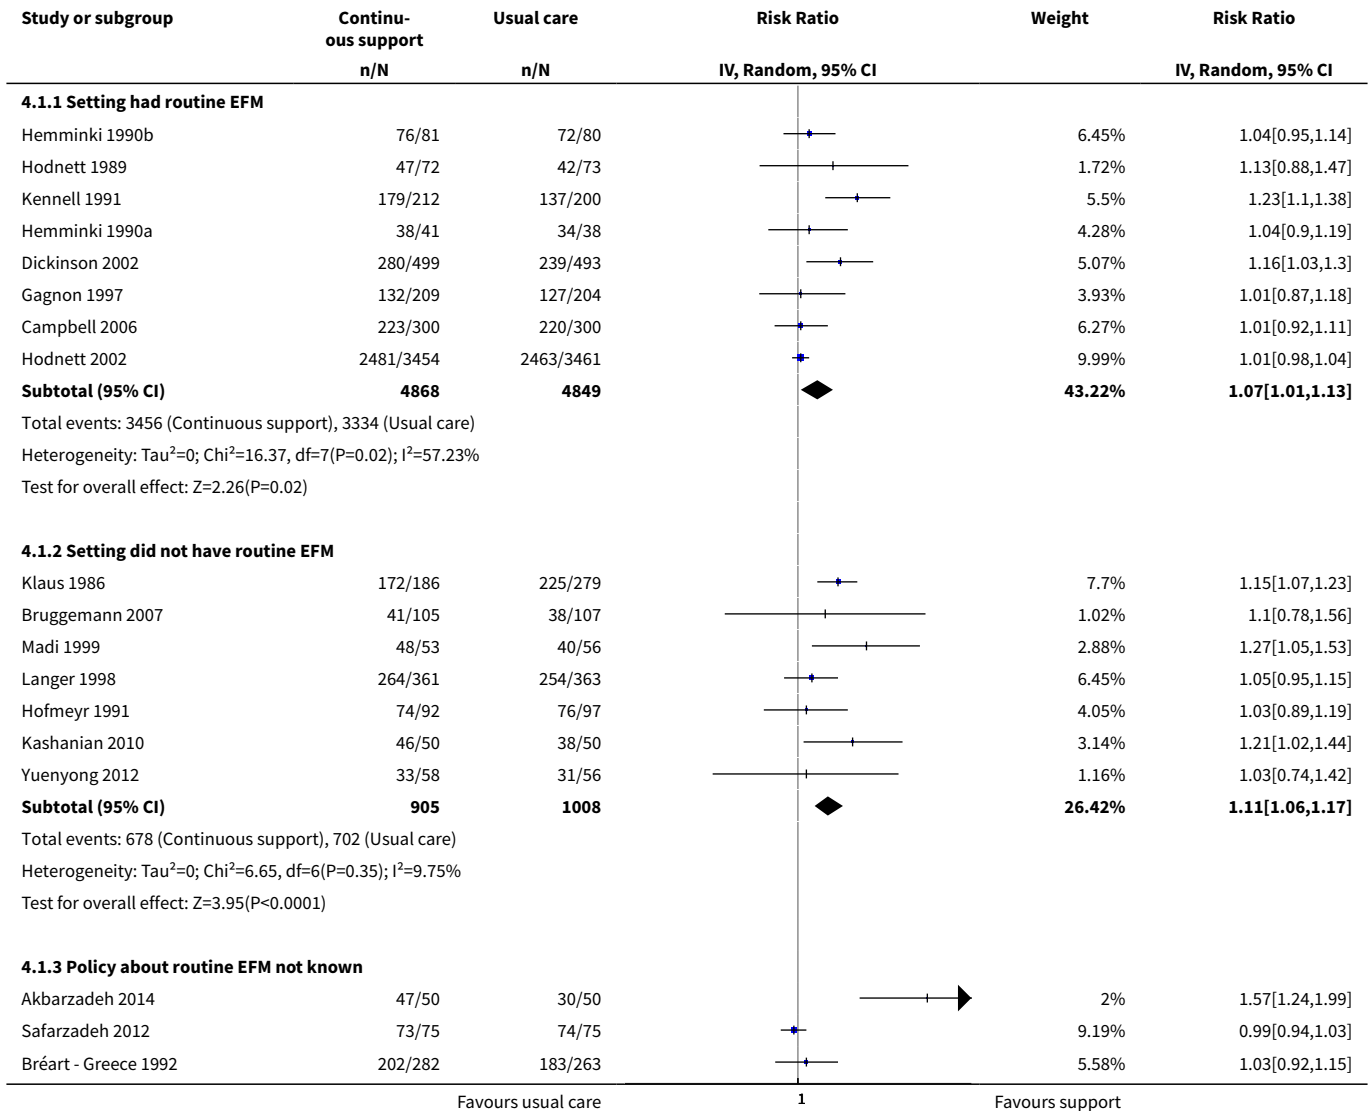 Study or subgroup Continu- Usual care Risk Ratio Weight Risk Ratio
ous support
n/N n/N IV, Random, 95% CI IV, Random, 95% CI
4.1.1 Setting had routine EFM
Hemminki 1990b 76/81 72/80 6.45% 1.04[0.95,1.14]
Hodnett 1989 47/72 42/73 1.72% 1.13[0.88,1.47]
Kennell 1991 179/212 137/200 5.5% 1.23[1.1,1.38]
Hemminki 1990a 38/41 34/38 4.28% 1.04[0.9,1.19]
Dickinson 2002 280/499 239/493 5.07% 1.16[1.03,1.3]
Gagnon 1997 132/209 127/204 3.93% 1.01[0.87,1.18]
Campbell 2006 223/300 220/300 6.27% 1.01[0.92,1.11]
Hodnett 2002 2481/3454 2463/3461 9.99% 1.01[0.98,1.04]
Subtotal (95% CI) 4868 4849 43.22% 1.07[1.01,1.13]
Total events: 3456 (Continuous support), 3334 (Usual care)
Heterogeneity: Tau²=0; Chi²=16.37, df=7(P=0.02); I²=57.23%
Test for overall effect: Z=2.26(P=0.02)
4.1.2 Setting did not have routine EFM
Klaus 1986 172/186 225/279 7.7% 1.15[1.07,1.23]
Bruggemann 2007 41/105 38/107 1.02% 1.1[0.78,1.56]
Madi 1999 48/53 40/56 2.88% 1.27[1.05,1.53]
Langer 1998 264/361 254/363 6.45% 1.05[0.95,1.15]
Hofmeyr 1991 74/92 76/97 4.05% 1.03[0.89,1.19]
Kashanian 2010 46/50 38/50 3.14% 1.21[1.02,1.44]
Yuenyong 2012 33/58 31/56 1.16% 1.03[0.74,1.42]
Subtotal (95% CI) 905 1008 26.42% 1.11[1.06,1.17]
Total events: 678 (Continuous support), 702 (Usual care)
Heterogeneity: Tau²=0; Chi²=6.65, df=6(P=0.35); I²=9.75%
Test for overall effect: Z=3.95(P<0.0001)
4.1.3 Policy about routine EFM not known
Akbarzadeh 2014 47/50 30/50 2% 1.57[1.24,1.99]
Safarzadeh 2012 73/75 74/75 9.19% 0.99[0.94,1.03]
Bréart - Greece 1992 202/282 183/263 5.58% 1.03[0.92,1.15]
Favours usual care 1 Favours support